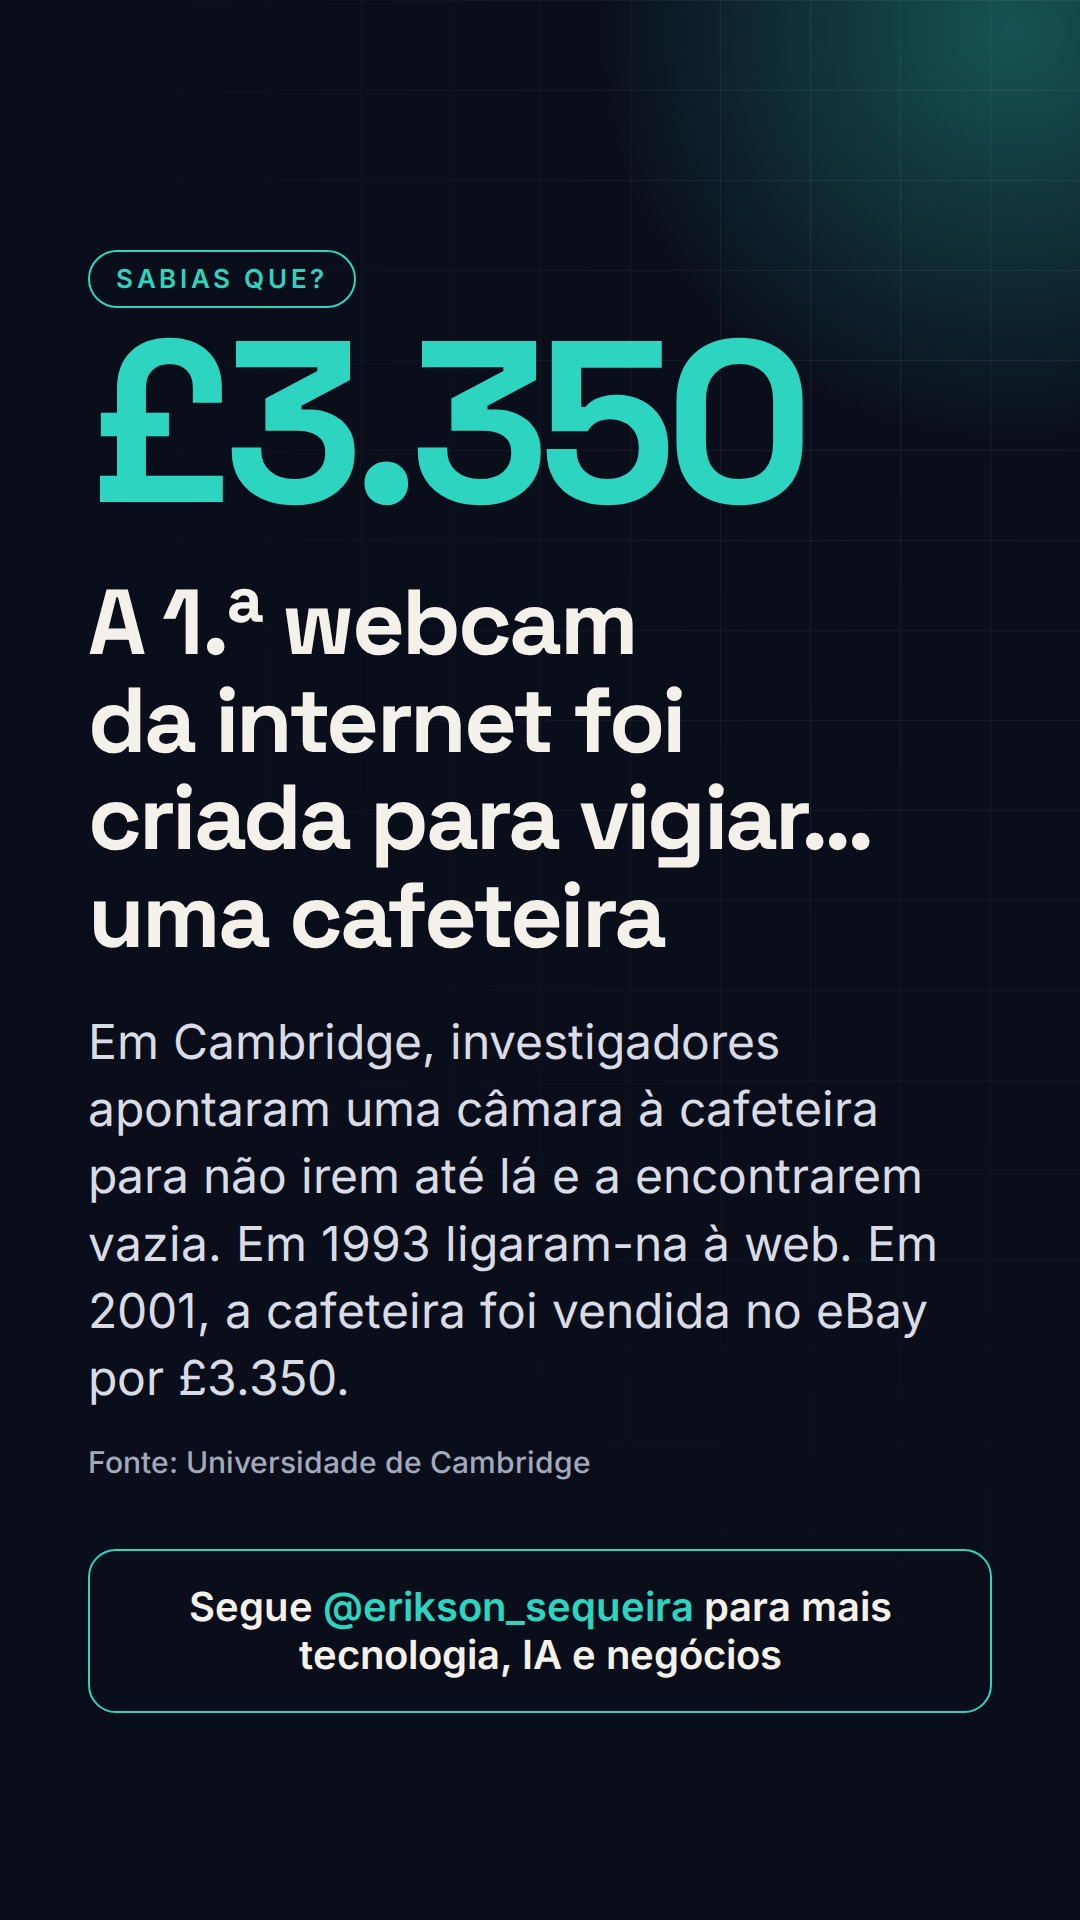 SABIAS QUE?
£3.350
A 1.ª webcam
da internet foi
criada para vigiar...
uma cafeteira
Em Cambridge, investigadores
apontaram uma câmara à cafeteira
para não irem até lá e a encontrarem
vazia. Em 1993 ligaram-na à web. Em
2001, a cafeteira foi vendida no eBay
por £3.350.
Fonte: Universidade de Cambridge
Segue @erikson_sequeira para mais
tecnologia, IA e negócios